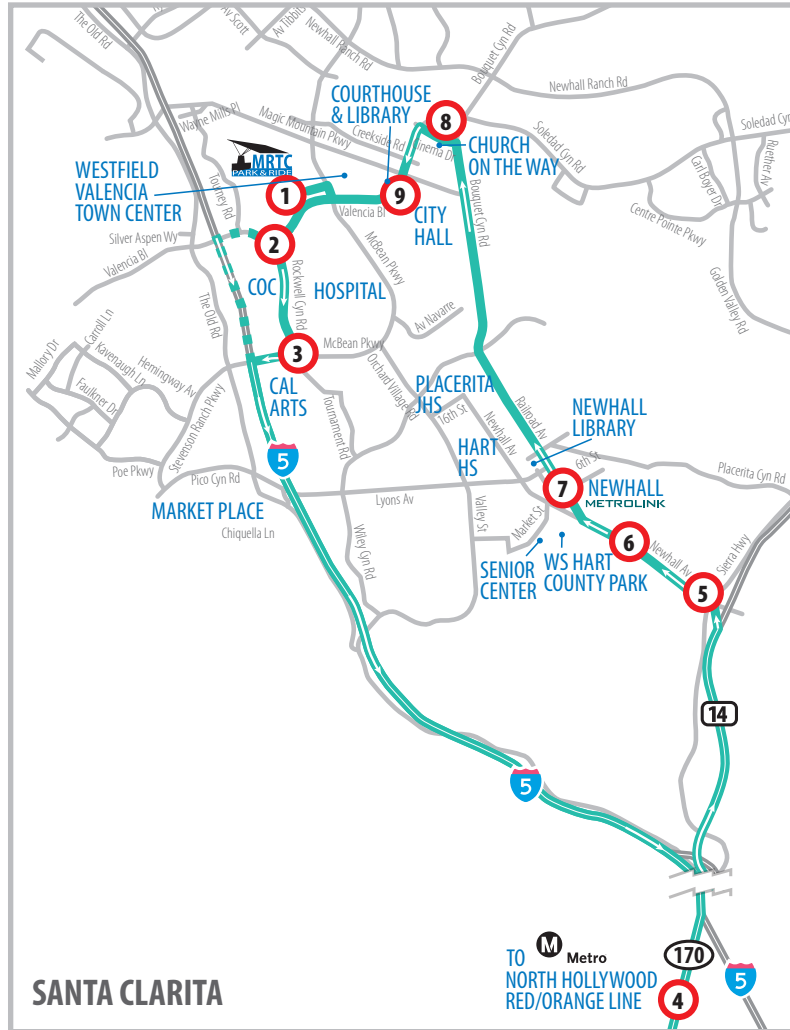 The Old Rd
Av Scott
Av Tibbitts
Newhall Ranch Rd
Bouquet Cyn Rd
Newhall Ranch Rd
Wayne Mills Pl
Magic Mountain Pkwy
COURTHOUSE
& LIBRARY
Creekside Rd
Cinema Dr
8
CHURCH
ON THE WAY
Soledad Cyn Rd
Soledad Cyn
Ruether Av
Carl Boyer Dr
Centre Pointe Pkwy
Golden Valley Rd
MRTC
PARK & RIDE
WESTFIELD
VALENCIA
TOWN CENTER
Tourney Rd
1
9
Valencia Bl
CITY
HALL
Bouquet Cyn Rd
Silver Aspen Wy
Valencia Bl
2
McBean Pkwy
COC
HOSPITAL
Rockwell Cyn Rd
The Old Rd
Av Navarre
3
McBean Pkwy
Mallory Dr
Carroll Ln
Kavenaugh Ln
Hemingway Av
Faulkner Dr
Stevenson Ranch Pkwy
Poe Pkwy
CAL
ARTS
Tournament Rd
Orchard Village Rd
PLACERITA
JHS
16th St
Newhall Av
Railroad Av
NEWHALL
LIBRARY
HART
HS
6th St
Placerita Cyn Rd
5
Pico Cyn Rd
Lyons Av
MARKET PLACE
Chiquella Ln
Wiley Cyn Rd
Valley St
Market St
7
NEWHALL
METROLINK
6
SENIOR
CENTER
WS HART
COUNTY PARK
Newhall Av
Sierra Hwy
5
14
5
TO
M
Metro
NORTH HOLLYWOOD
RED/ORANGE LINE
170
4
5
SANTA CLARITA